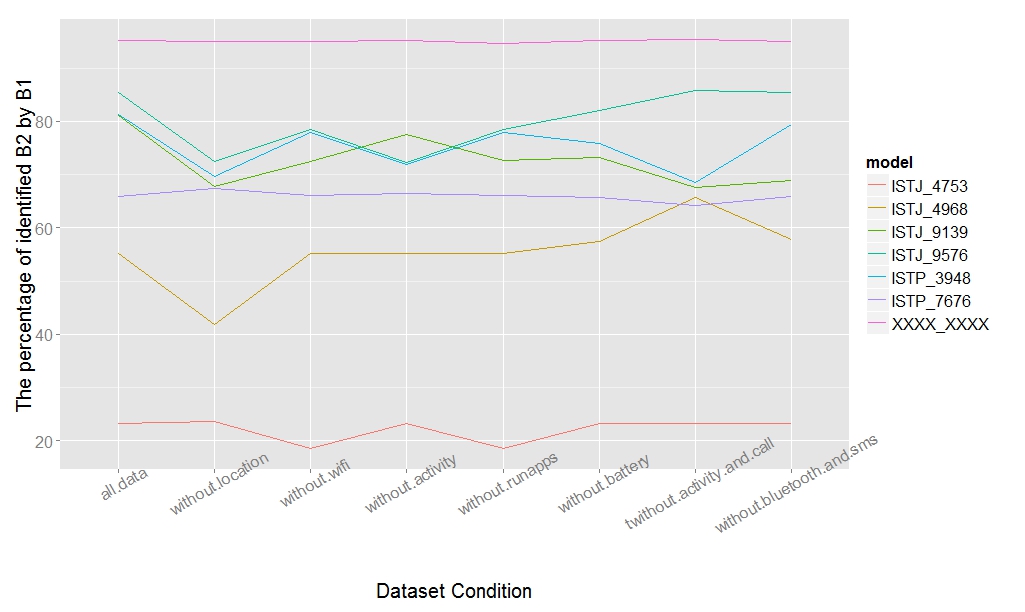 The percentage of identified B2 by B1
80
60
40
20
all.data
without.location
without.wifi
without.activity
without.runapps
without.battery
twithout.activity.and.call
without.bluetooth.and.sms
Dataset Condition
model
ISTJ_4753
ISTJ_4968
ISTJ_9139
ISTJ_9576
ISTP_3948
ISTP_7676
XXXX_XXXX